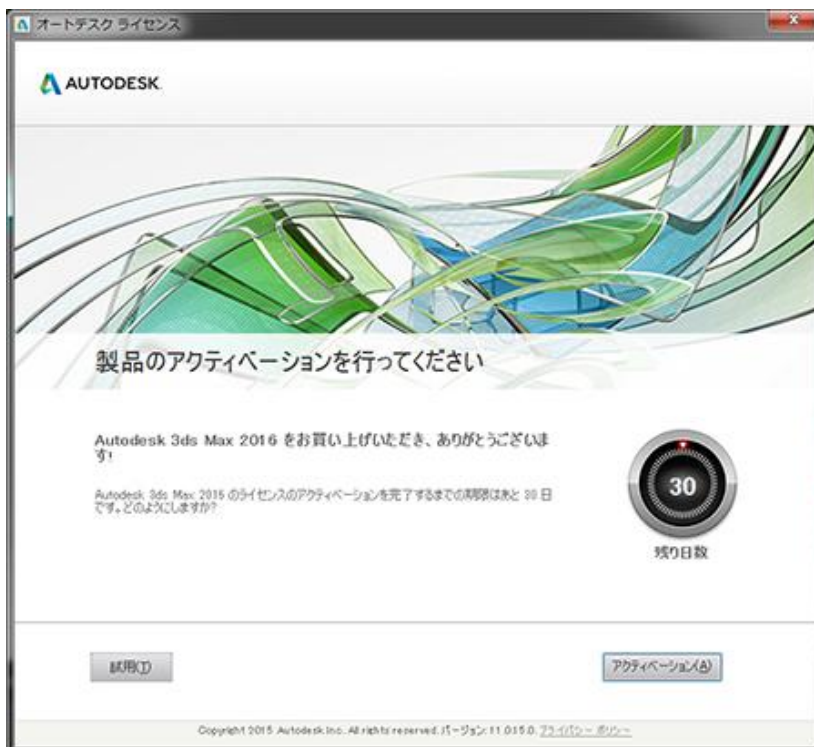 オートデスク ライセンス
AUTODESK
製品のアクティベーションを行ってください
Autodesk 3ds Max 2016 をお買い上げいただき、ありがとうございま
す!
Autodesk 3ds Max 2016 のライセンスのアクティベーションを完了するまでの期限はあと 30 日
です。どのようにしますか?
30
残り日数
試用(T)
アクティベーション(A)
Copyright 2015 Autodesk Inc. All rights reserved. バージョン: 11.0.15.0. プライバシー ポリシー